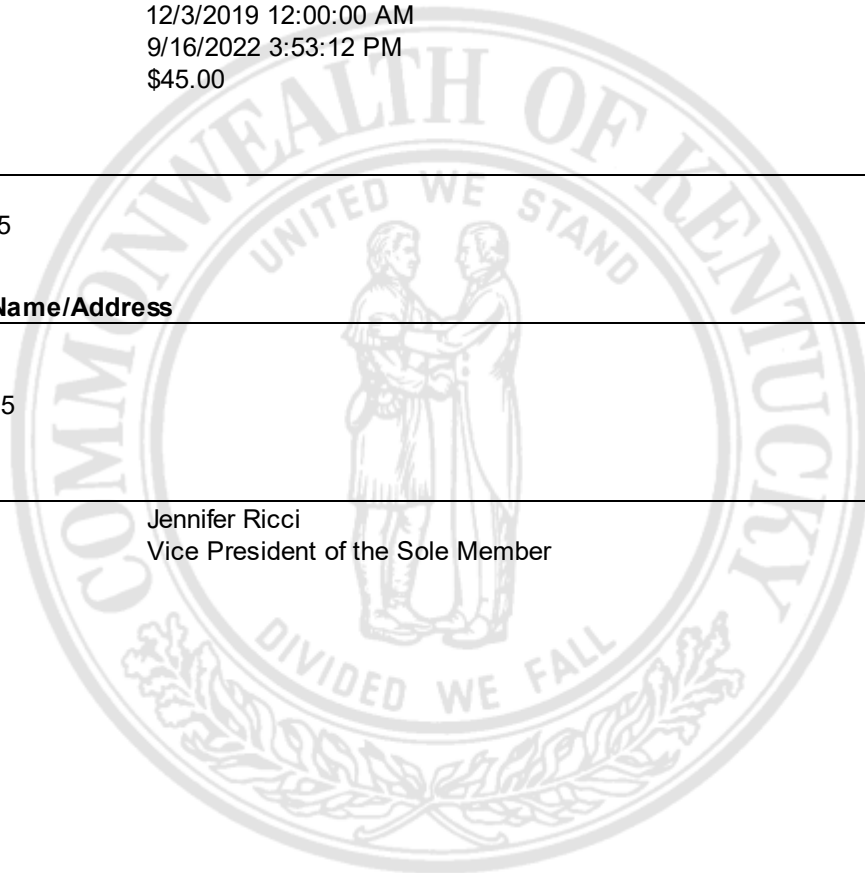 12/3/2019 12:00:00 AM
9/16/2022 3:53:12 PM
$45.00
5
Name/Address
5
Jennifer Ricci
Vice President of the Sole Member
COMMONWEALTH OF KENTUCKY
UNITED WE STAND
DIVIDED WE FALL